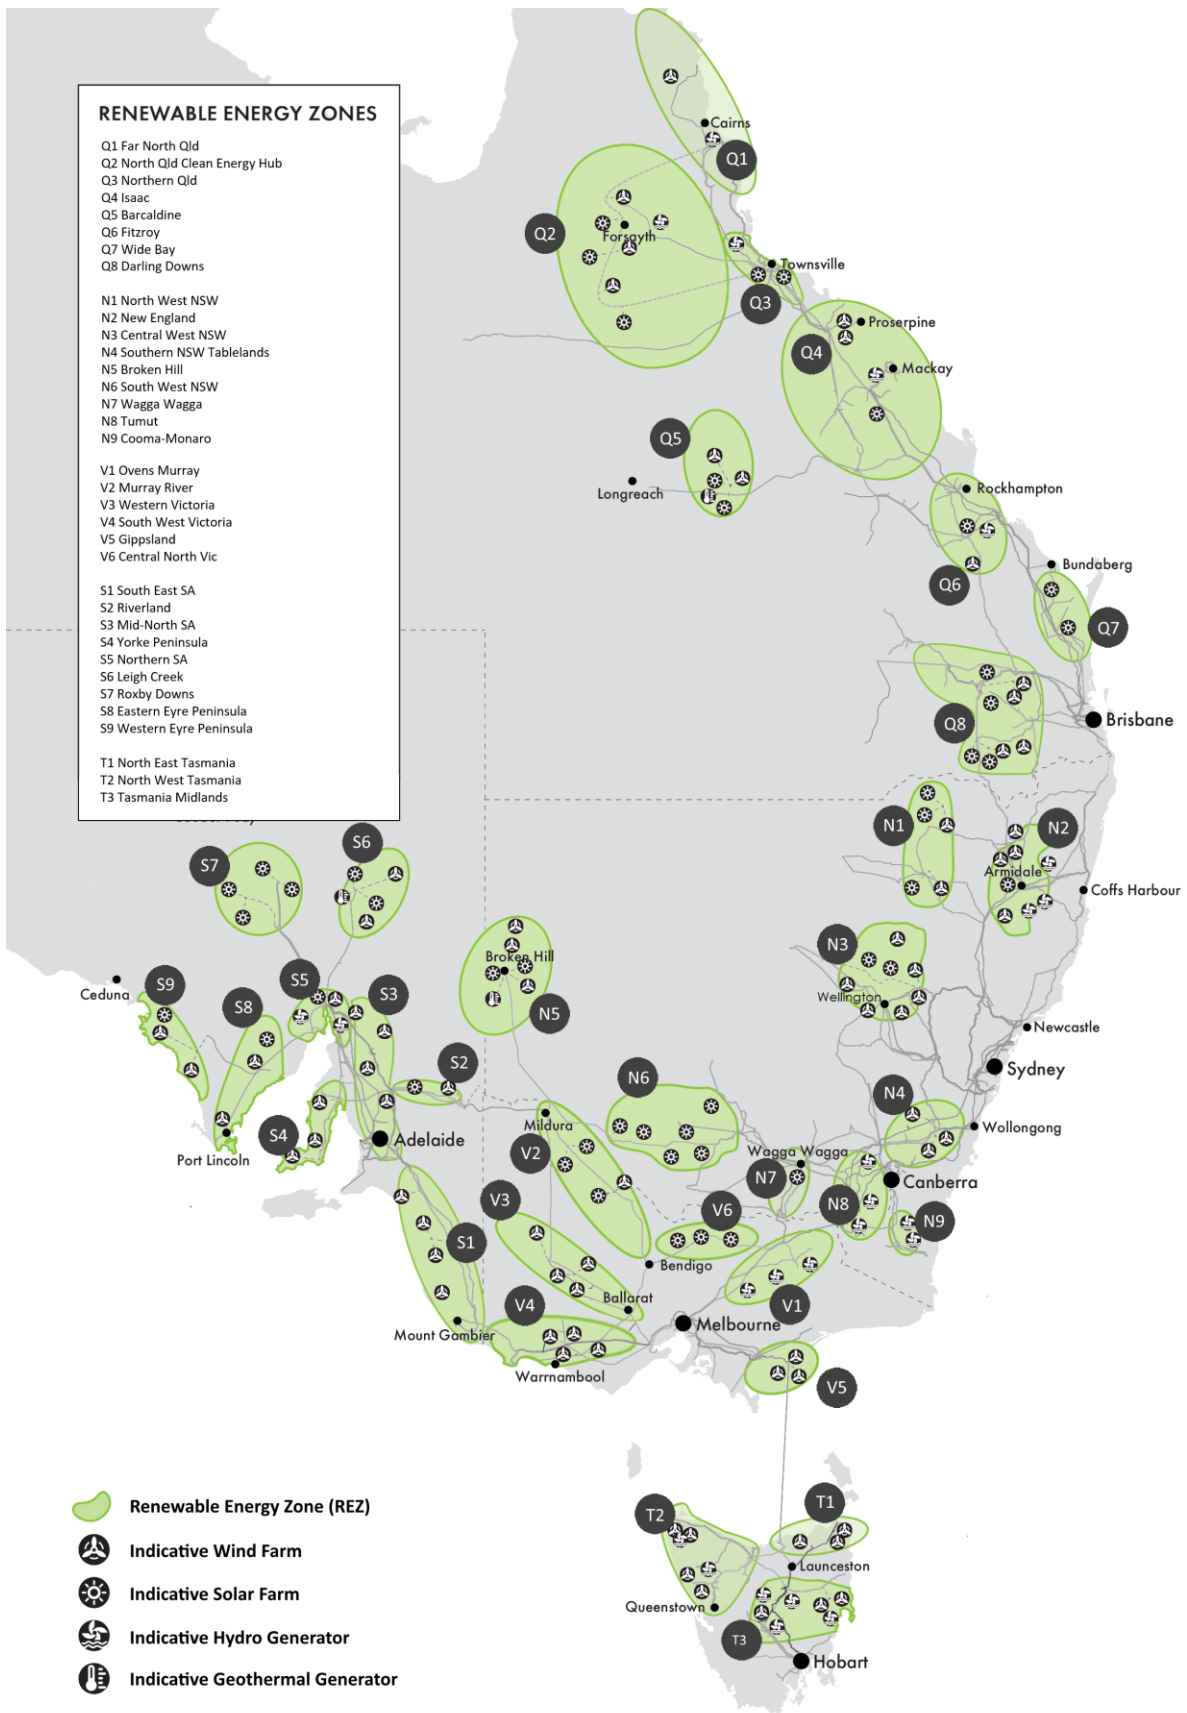 RENEWABLE ENERGY ZONES
Q1 Far North Qld
Q2 North Qld Clean Energy Hub
Q3 Northern Qld
Q4 Isaac
Q5 Barcaldine
Q6 Fitzroy
Q7 Wide Bay
Q8 Darling Downs
N1 North West NSW
N2 New England
N3 Central West NSW
N4 Southern NSW Tablelands
N5 Broken Hill
N6 South West NSW
N7 Wagga Wagga
N8 Tumut
N9 Cooma-Monaro
V1 Ovens Murray
V2 Murray River
V3 Western Victoria
V4 South West Victoria
V5 Gippsland
V6 Central North Vic
S1 South East SA
S2 Riverland
S3 Mid-North SA
S4 Yorke Peninsula
S5 Northern SA
S6 Leigh Creek
S7 Roxby Downs
S8 Eastern Eyre Peninsula
S9 Western Eyre Peninsula
T1 North East Tasmania
T2 North West Tasmania
T3 Tasmania Midlands
Cairns
Q1
Q2
Forsayth
Townsville
Q3
Proserpine
Q4
Mackay
Q5
Longreach
Rockhampton
Bundaberg
Q6
Q7
Q8
Brisbane
N1
N2
Armidale
Coffs Harbour
S6
S7
N3
Broken Hill
Wellington
N5
Ceduna
S9
S5
S3
S8
Newcastle
Sydney
S2
N6
N4
Mildura
Wollongong
S4
Adelaide
Port Lincoln
V2
Wagga Wagga
N7
Canberra
V3
V6
N8
N9
S1
Bendigo
Ballarat
V4
V1
Mount Gambier
Melbourne
Warrnambool
V5
T1
T2
Launceston
Queenstown
T3
Hobart
Renewable Energy Zone (REZ)
Indicative Wind Farm
Indicative Solar Farm
Indicative Hydro Generator
Indicative Geothermal Generator